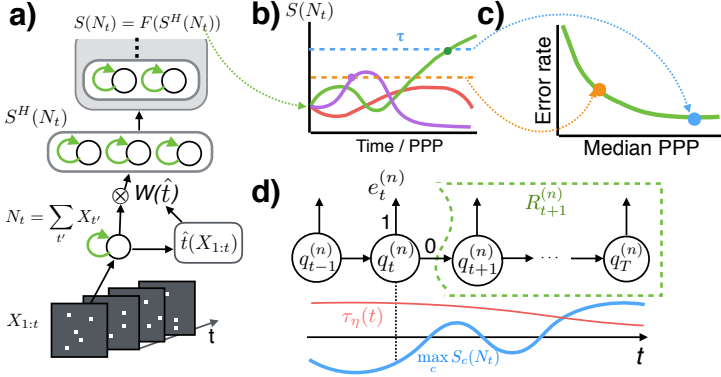 a)
S(N_t) = F(S^H(N_t))
S^H(N_t)
⊗ W(t̂)
N_t = ∑_{t'} X_{t'}
t̂(X_{1:t})
X_{1:t}
t
b)
S(N_t)
τ
Time / PPP
c)
Error rate
Median PPP
d)
e_t^{(n)}
R_{t+1}^{(n)}
1
0
q_{t-1}^{(n)} q_t^{(n)} q_{t+1}^{(n)} ... q_T^{(n)}
τ_η(t)
max_c S_c(N_t)
t